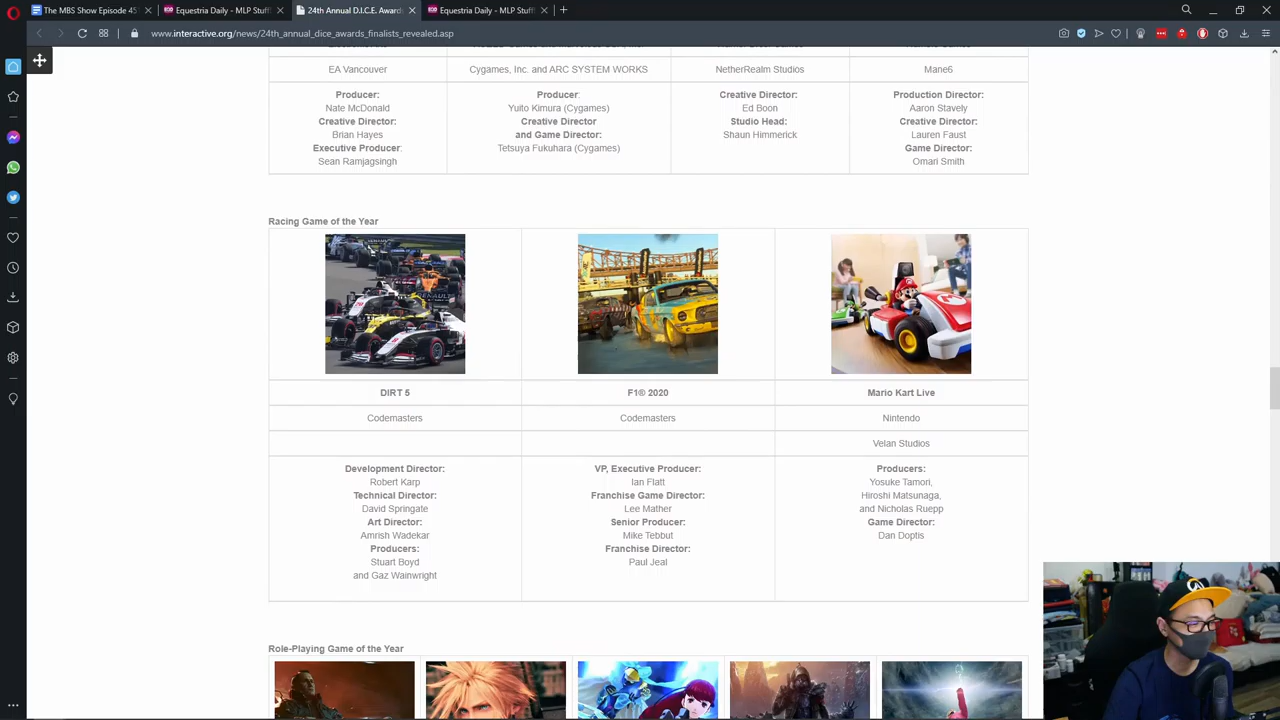 The MBS Show Episode 45
Equestria Daily - MLP Stuff
24th Annual D.I.C.E. Awards
Equestria Daily - MLP Stuff
www.interactive.org/news/24th_annual_dice_awards_finalists_revealed.asp
EA Vancouver
Cygames, Inc. and ARC SYSTEM WORKS
NetherRealm Studios
Mane6
Producer:
Nate McDonald
Creative Director:
Brian Hayes
Executive Producer:
Sean Ramjagsingh
Producer:
Yuito Kimura (Cygames)
Creative Director
and Game Director:
Tetsuya Fukuhara (Cygames)
Creative Director:
Ed Boon
Studio Head:
Shaun Himmerick
Production Director:
Aaron Stavely
Creative Director:
Lauren Faust
Game Director:
Omari Smith
Racing Game of the Year
DIRT 5
F1® 2020
Mario Kart Live
Codemasters
Codemasters
Nintendo
Velan Studios
Development Director:
Robert Karp
Technical Director:
David Springate
Art Director:
Amrish Wadekar
Producers:
Stuart Boyd
and Gaz Wainwright
VP, Executive Producer:
Ian Flatt
Franchise Game Director:
Lee Mather
Senior Producer:
Mike Tebbut
Franchise Director:
Paul Jeal
Producers:
Yosuke Tamori,
Hiroshi Matsunaga,
and Nicholas Ruepp
Game Director:
Dan Doptis
Role-Playing Game of the Year